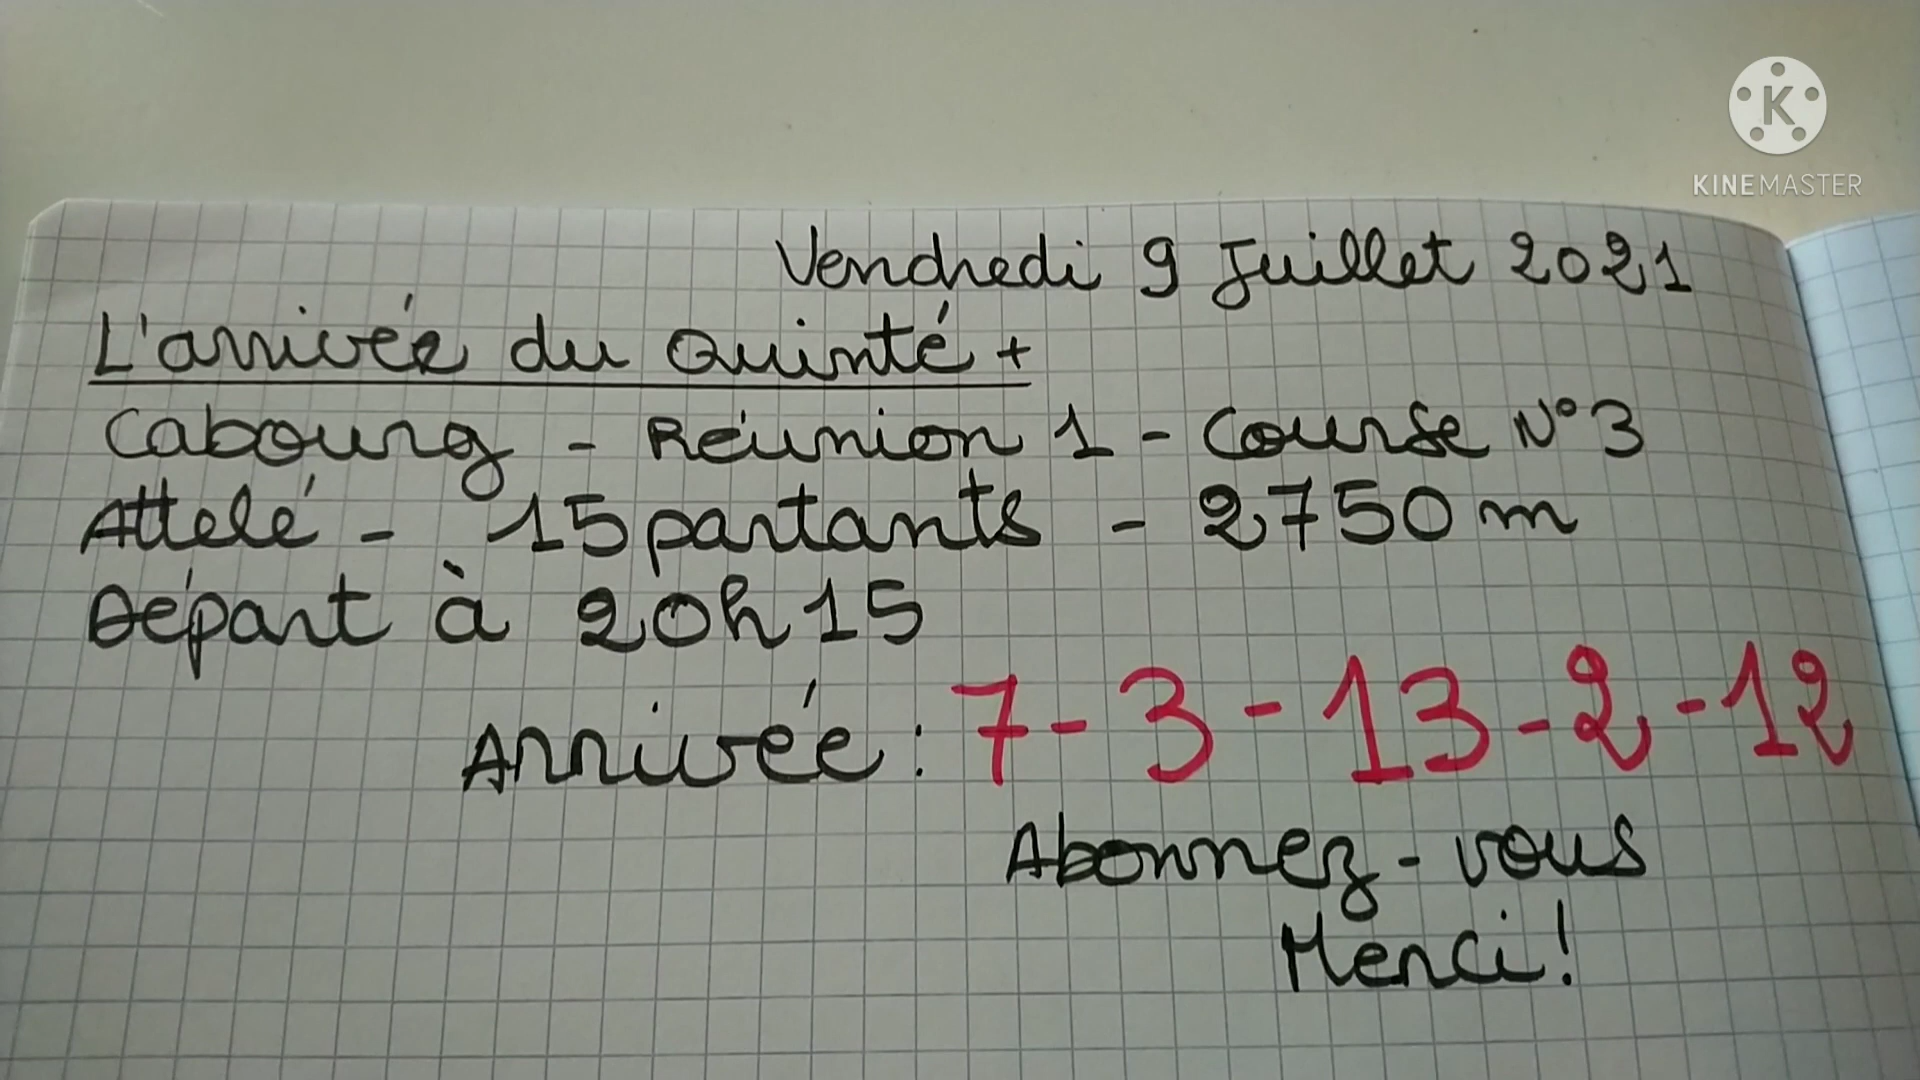 KINEMASTER
Vendredi 9 Juillet 2021
L'arrivée du Quinté +
Cabourg - Réunion 1 - Course N° 3
Attelé - 15 partants - 2750 m
Départ à 20h15
Arrivée : 7 - 3 - 13 - 2 - 12
Abonnez-vous
Merci !